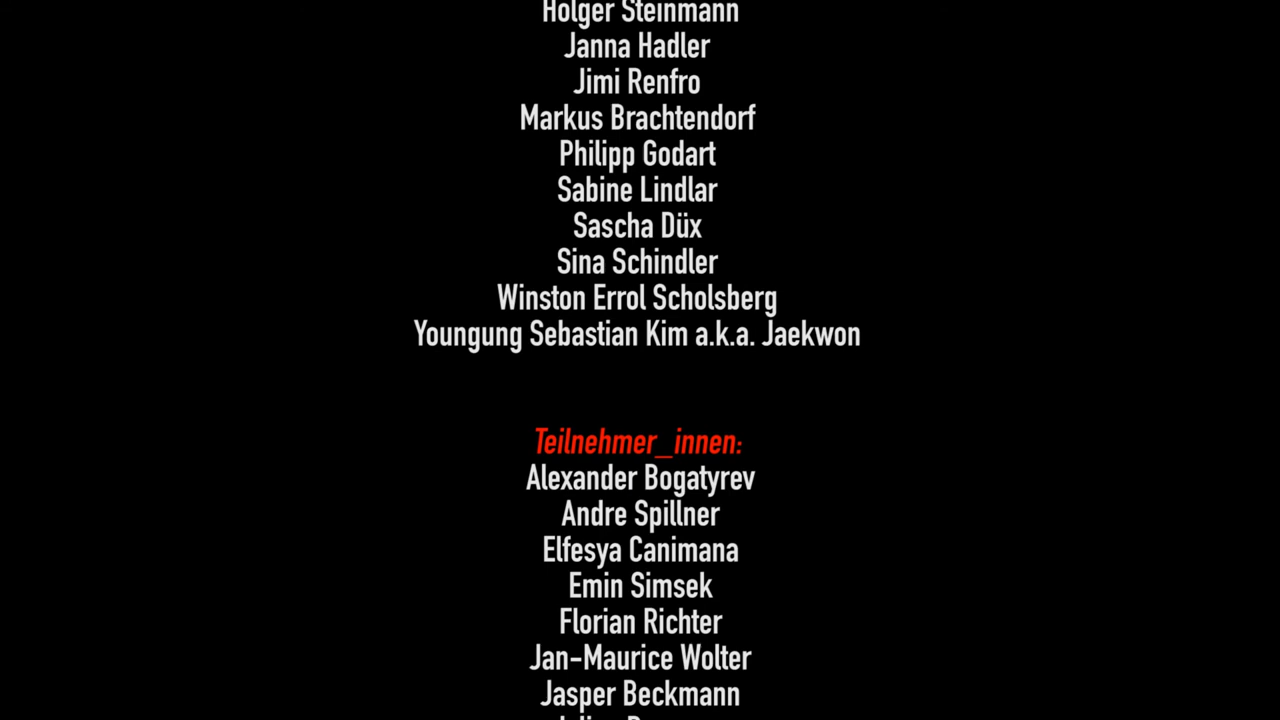 Holger Steinmann
Janna Hadler
Jimi Renfro
Markus Brachtendorf
Philipp Godart
Sabine Lindlar
Sascha Düx
Sina Schindler
Winston Errol Scholsberg
Youngung Sebastian Kim a.k.a. Jaekwon
Teilnehmer_innen:
Alexander Bogatyrev
Andre Spillner
Elfesya Canimana
Emin Simsek
Florian Richter
Jan-Maurice Wolter
Jasper Beckmann